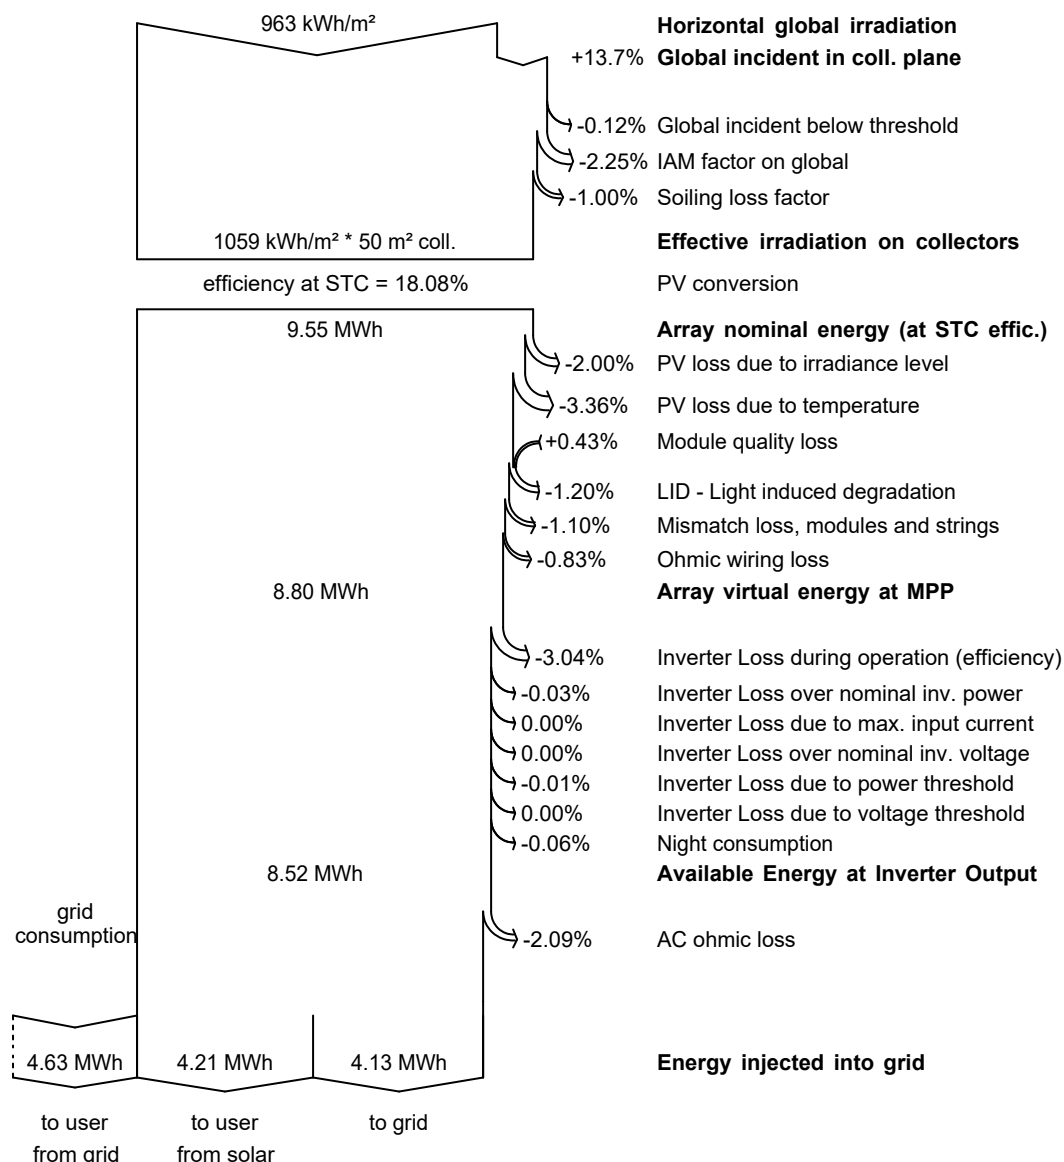 963 kWh/m² Horizontal global irradiation
+13.7% Global incident in coll. plane
-0.12% Global incident below threshold
-2.25% IAM factor on global
-1.00% Soiling loss factor
1059 kWh/m² * 50 m² coll. Effective irradiation on collectors
efficiency at STC = 18.08% PV conversion
9.55 MWh Array nominal energy (at STC effic.)
-2.00% PV loss due to irradiance level
-3.36% PV loss due to temperature
+0.43% Module quality loss
-1.20% LID - Light induced degradation
-1.10% Mismatch loss, modules and strings
-0.83% Ohmic wiring loss
8.80 MWh Array virtual energy at MPP
-3.04% Inverter Loss during operation (efficiency)
-0.03% Inverter Loss over nominal inv. power
0.00% Inverter Loss due to max. input current
0.00% Inverter Loss over nominal inv. voltage
-0.01% Inverter Loss due to power threshold
0.00% Inverter Loss due to voltage threshold
-0.06% Night consumption
8.52 MWh Available Energy at Inverter Output
grid
consumption
-2.09% AC ohmic loss
4.63 MWh 4.21 MWh 4.13 MWh Energy injected into grid
to user to user to grid
from grid from solar